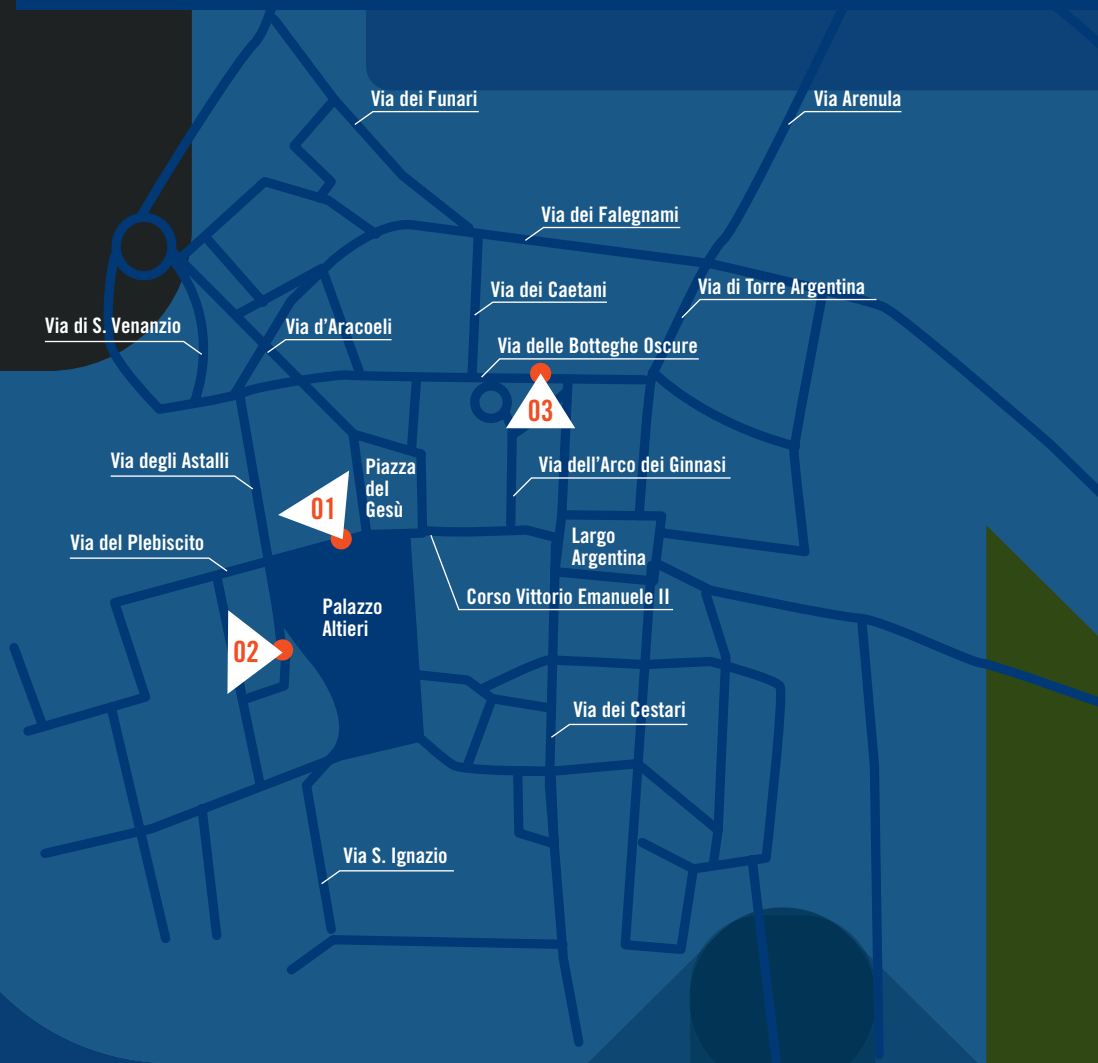 Via dei Funari
Via Arenula
Via dei Falegnami
Via di Torre Argentina
Via dei Caetani
Via di S. Venanzio
Via d'Aracoeli
Via delle Botteghe Oscure
03
Via degli Astalli
Piazza
del
Gesù
Via dell'Arco dei Ginnasi
01
Via del Plebiscito
Largo
Argentina
Corso Vittorio Emanuele II
Palazzo
Altieri
02
Via dei Cestari
Via S. Ignazio